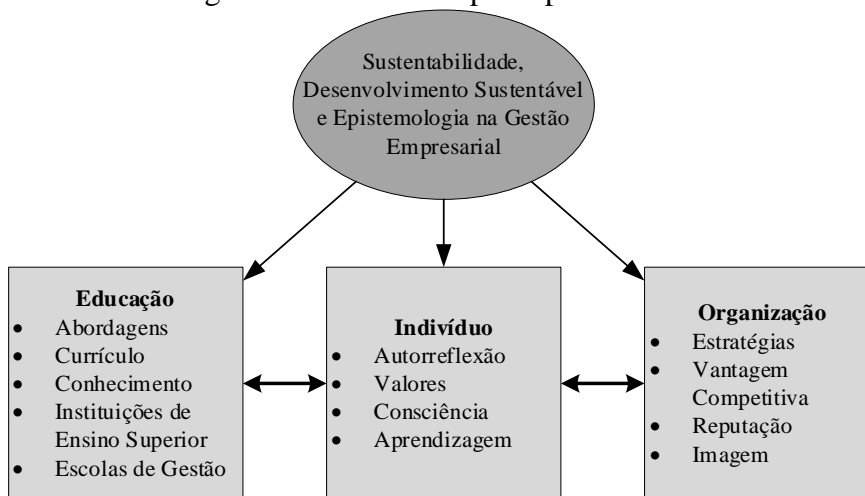 Sustentabilidade,
Desenvolvimento Sustentável
e Epistemologia na Gestão
Empresarial
Educação
• Abordagens
• Currículo
• Conhecimento
• Instituições de
Ensino Superior
• Escolas de Gestão
Indivíduo
• Autorreflexão
• Valores
• Consciência
• Aprendizagem
Organização
• Estratégias
• Vantagem
Competitiva
• Reputação
• Imagem